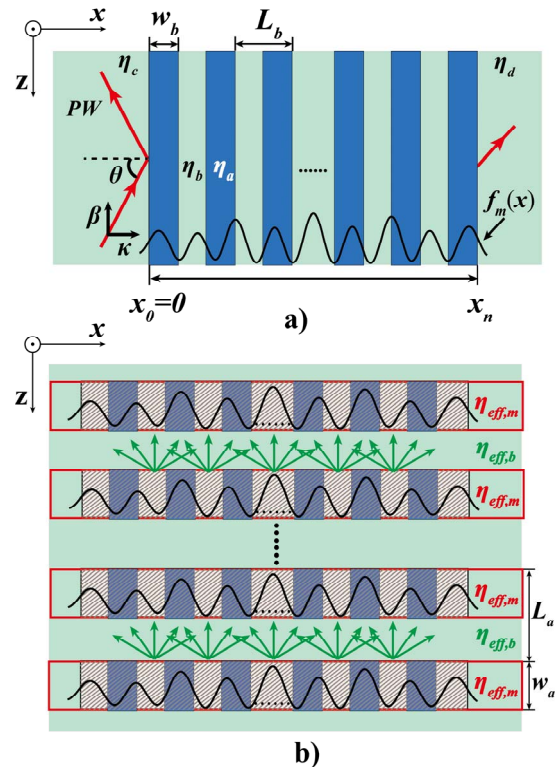 x
w_b
L_b
z
η_c
η_d
PW
θ
η_b
η_a
......
β
κ
f_m(x)
x_0=0
x_n
a)
x
z
η_eff,m
η_eff,b
η_eff,m
η_eff,m
L_a
η_eff,b
η_eff,m
w_a
b)